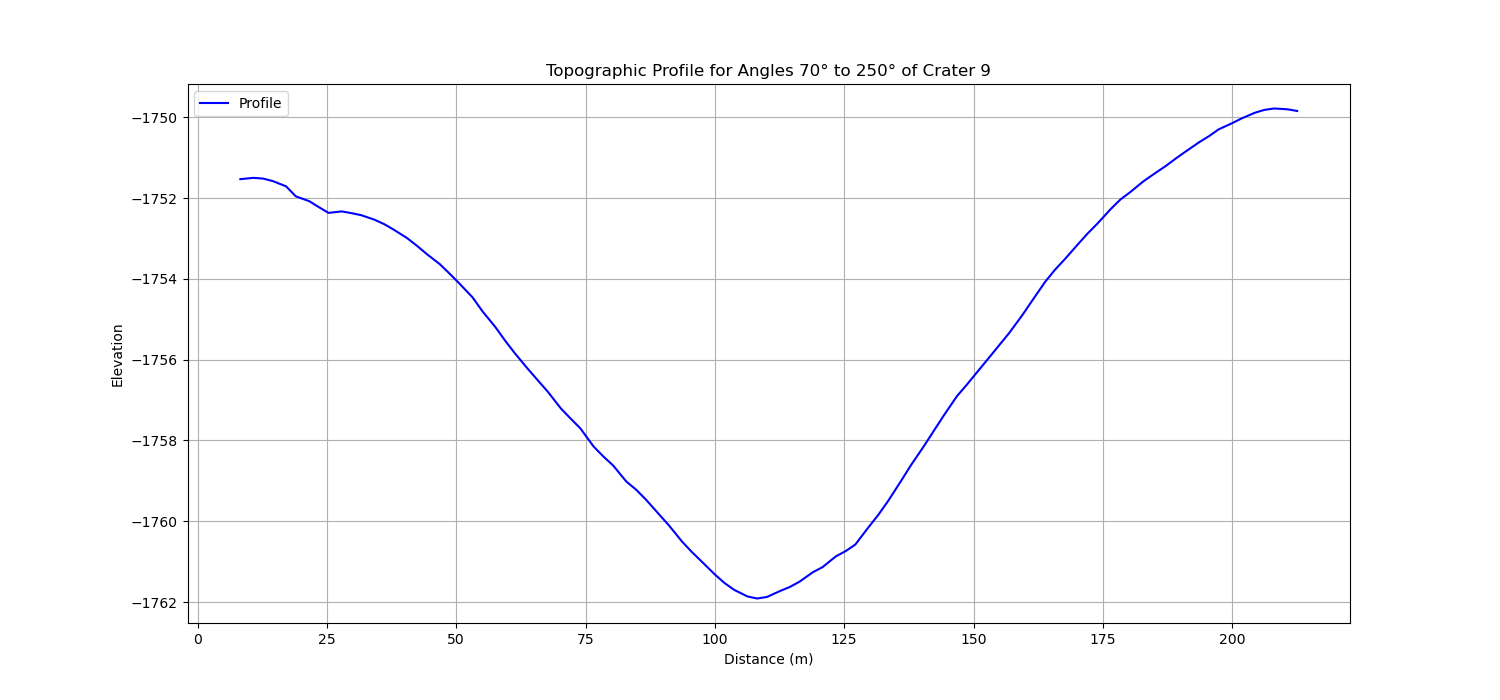 Topographic Profile for Angles 70° to 250° of Crater 9
Profile
−1750
−1752
−1754
−1756
−1758
−1760
−1762
Elevation
0 25 50 75 100 125 150 175 200
Distance (m)